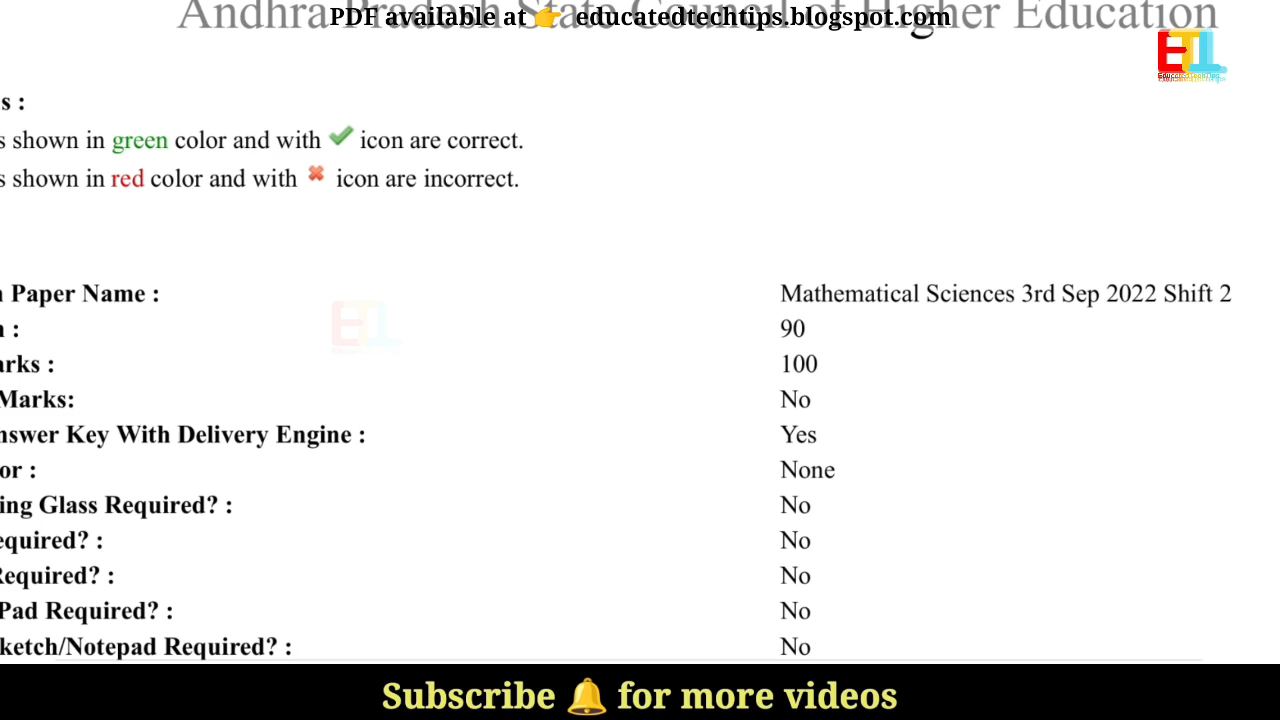 Andhra Pradesh State Council of Higher Education
PDF available at 👉 educatedtechtips.blogspot.com
ETL
s :
s shown in green color and with ✔ icon are correct.
s shown in red color and with ✖ icon are incorrect.
n Paper Name : Mathematical Sciences 3rd Sep 2022 Shift 2
n : 90
arks : 100
Marks: No
nswer Key With Delivery Engine : Yes
or : None
ing Glass Required? : No
equired? : No
Required? : No
Pad Required? : No
ketch/Notepad Required? : No
Subscribe 🔔 for more videos